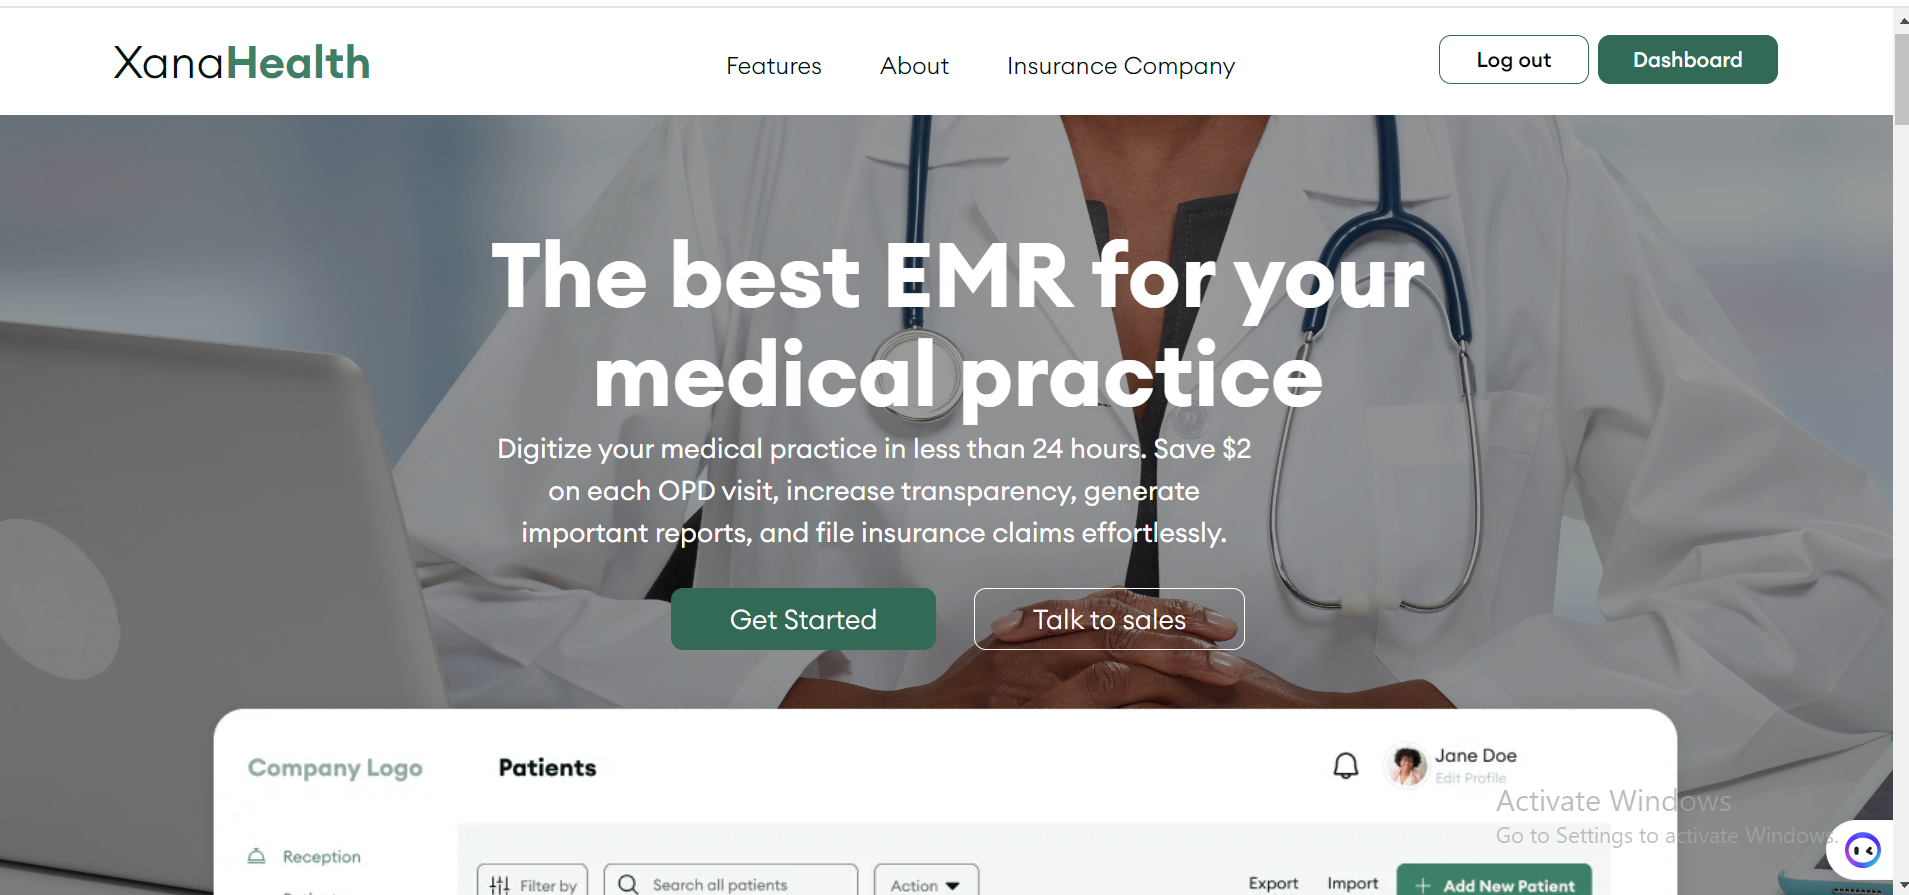 XanaHealth
Features
About
Insurance Company
Log out
Dashboard
The best EMR for your
medical practice
Digitize your medical practice in less than 24 hours. Save $2
on each OPD visit, increase transparency, generate
important reports, and file insurance claims effortlessly.
Get Started
Talk to sales
Company Logo
Patients
Jane Doe
Edit Profile
Activate Windows
Go to Settings to activate Windows.
Reception
Filter by
Search all patients
Action
Export
Import
+ Add New Patient